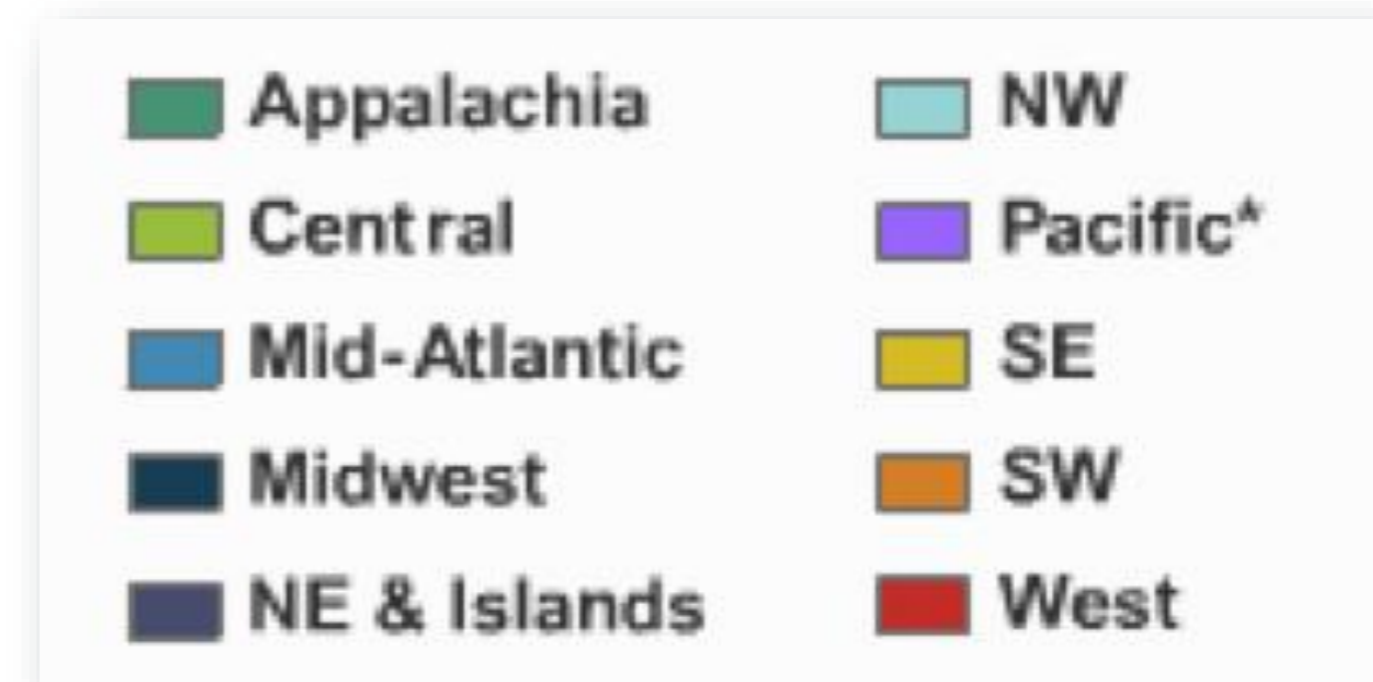 Appalachia
Central
Mid-Atlantic
Midwest
NE & Islands
NW
Pacific*
SE
SW
West